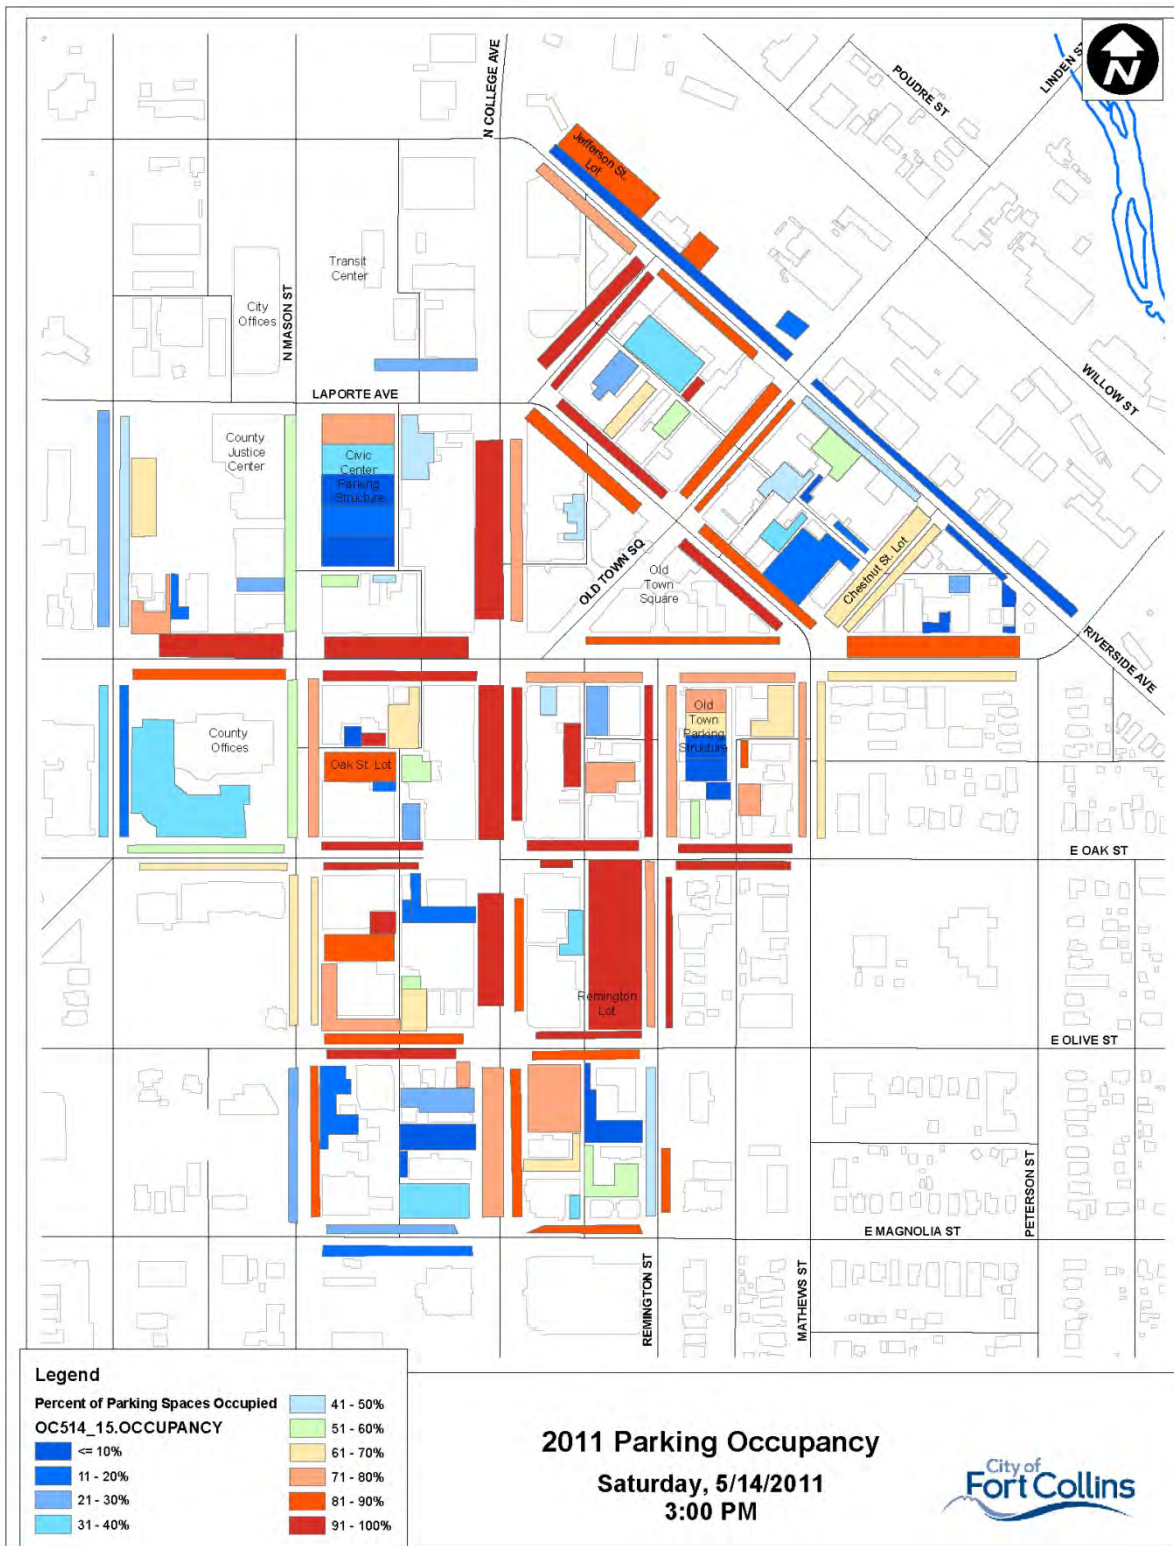 N COLLEGE AVE
POUDRE ST
LINDEN ST
N
Jefferson St.
Lot
Transit
Center
City
Offices
N MASON ST
WILLOW ST
LAPORTE AVE
County
Justice
Center
Civic
Center
Parking
Structure
OLD TOWN SQ
Old
Town
Square
Chestnut St. Lot
RIVERSIDE AVE
County
Offices
Oak St. Lot
Old
Town
Parking
Structure
E OAK ST
Remington
Lot
E OLIVE ST
PETERSON ST
E MAGNOLIA ST
REMINGTON ST
MATHEWS ST
Legend
Percent of Parking Spaces Occupied
OC514_15.OCCUPANCY
<= 10%
11 - 20%
21 - 30%
31 - 40%
41 - 50%
51 - 60%
61 - 70%
71 - 80%
81 - 90%
91 - 100%
2011 Parking Occupancy
Saturday, 5/14/2011
3:00 PM
City of
Fort Collins